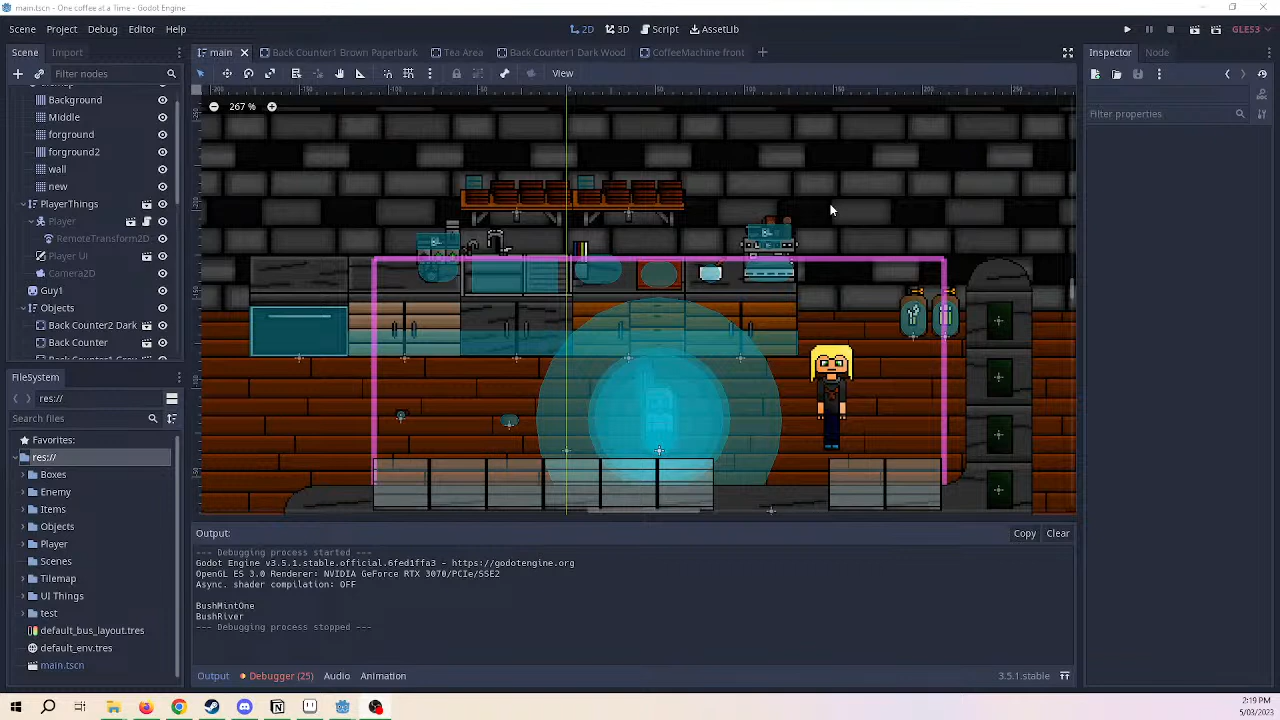 main.tscn - One coffee at a Time - Godot Engine
Scene Project Debug Editor Help
2D 3D Script AssetLib
GLES3
Scene Import
main
Back Counter1 Brown Paperbark
Tea Area
Back Counter1 Dark Wood
CoffeeMachine front
Inspector Node
Filter nodes
View
267 %
Filter properties
Background
Middle
forground
forground2
wall
new
PlayerThings
Player
RemoteTransform2D
Player UI
Camera2D
Guy1
Objects
Back Counter2 Dark
Back Counter
FileSystem
res://
Search files
Favorites:
res://
Boxes
Enemy
Items
Objects
Player
Scenes
Tilemap
UI Things
test
default_bus_layout.tres
default_env.tres
main.tscn
Output:
Copy Clear
--- Debugging process started ---
Godot Engine v3.5.1.stable.official.6fed1ffa3 - https://godotengine.org
OpenGL ES 3.0 Renderer: NVIDIA GeForce RTX 3070/PCIe/SSE2
Async. shader compilation: OFF
BushMintOne
BushRiver
--- Debugging process stopped ---
Output Debugger (25) Audio Animation
3.5.1.stable
2:19 PM
5/03/2023